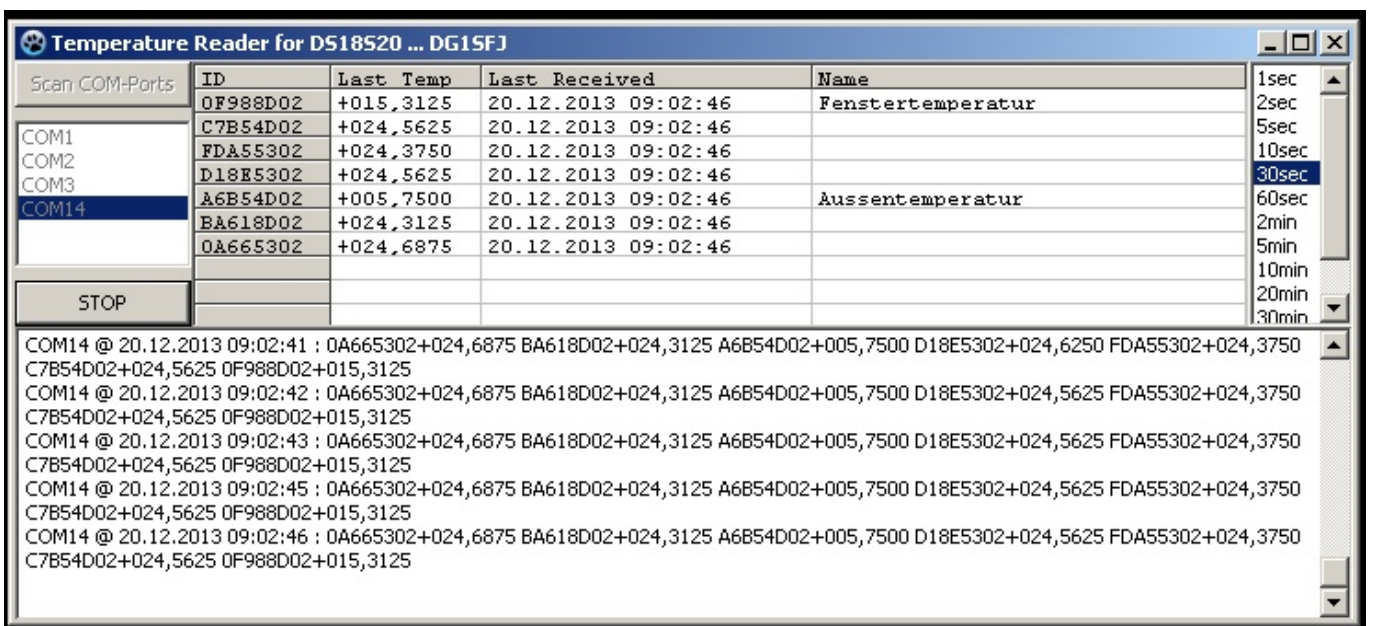 Temperature Reader for DS18S20 ... DG1SFJ
Scan COM-Ports
COM1
COM2
COM3
COM14
STOP
ID Last Temp Last Received Name
0F988D02 +015,3125 20.12.2013 09:02:46 Fenstertemperatur
C7B54D02 +024,5625 20.12.2013 09:02:46
FDA55302 +024,3750 20.12.2013 09:02:46
D18E5302 +024,5625 20.12.2013 09:02:46
A6B54D02 +005,7500 20.12.2013 09:02:46 Aussentemperatur
BA618D02 +024,3125 20.12.2013 09:02:46
0A665302 +024,6875 20.12.2013 09:02:46
1sec
2sec
5sec
10sec
30sec
60sec
2min
5min
10min
20min
30min
COM14 @ 20.12.2013 09:02:41 : 0A665302+024,6875 BA618D02+024,3125 A6B54D02+005,7500 D18E5302+024,6250 FDA55302+024,3750
C7B54D02+024,5625 0F988D02+015,3125
COM14 @ 20.12.2013 09:02:42 : 0A665302+024,6875 BA618D02+024,3125 A6B54D02+005,7500 D18E5302+024,5625 FDA55302+024,3750
C7B54D02+024,5625 0F988D02+015,3125
COM14 @ 20.12.2013 09:02:43 : 0A665302+024,6875 BA618D02+024,3125 A6B54D02+005,7500 D18E5302+024,5625 FDA55302+024,3750
C7B54D02+024,5625 0F988D02+015,3125
COM14 @ 20.12.2013 09:02:45 : 0A665302+024,6875 BA618D02+024,3125 A6B54D02+005,7500 D18E5302+024,5625 FDA55302+024,3750
C7B54D02+024,5625 0F988D02+015,3125
COM14 @ 20.12.2013 09:02:46 : 0A665302+024,6875 BA618D02+024,3125 A6B54D02+005,7500 D18E5302+024,5625 FDA55302+024,3750
C7B54D02+024,5625 0F988D02+015,3125